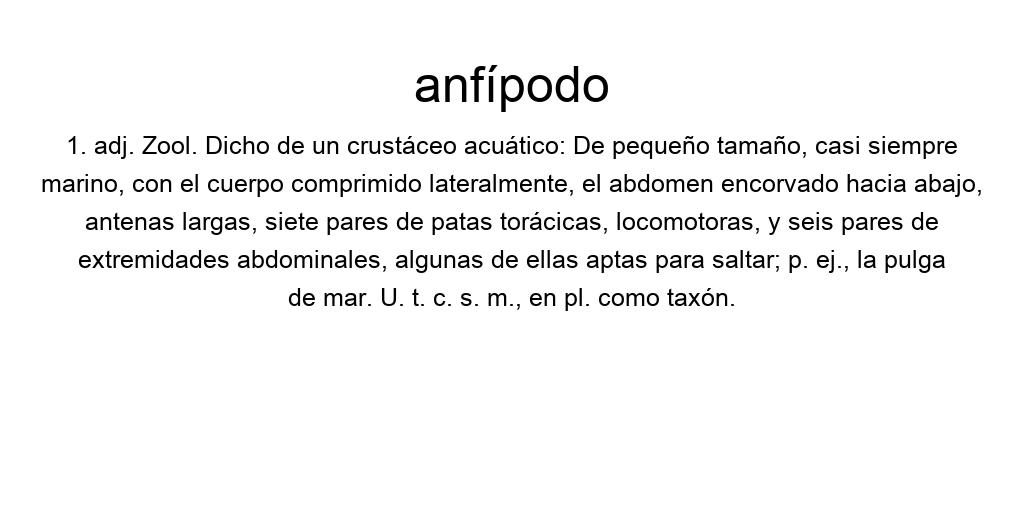 anfípodo
1. adj. Zool. Dicho de un crustáceo acuático: De pequeño tamaño, casi siempre
marino, con el cuerpo comprimido lateralmente, el abdomen encorvado hacia abajo,
antenas largas, siete pares de patas torácicas, locomotoras, y seis pares de
extremidades abdominales, algunas de ellas aptas para saltar; p. ej., la pulga
de mar. U. t. c. s. m., en pl. como taxón.